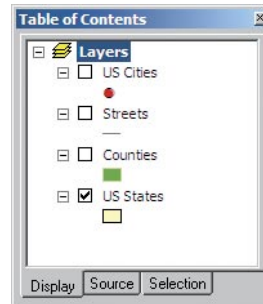 Table of Contents
Layers
US Cities
Streets
Counties
US States
Display Source Selection